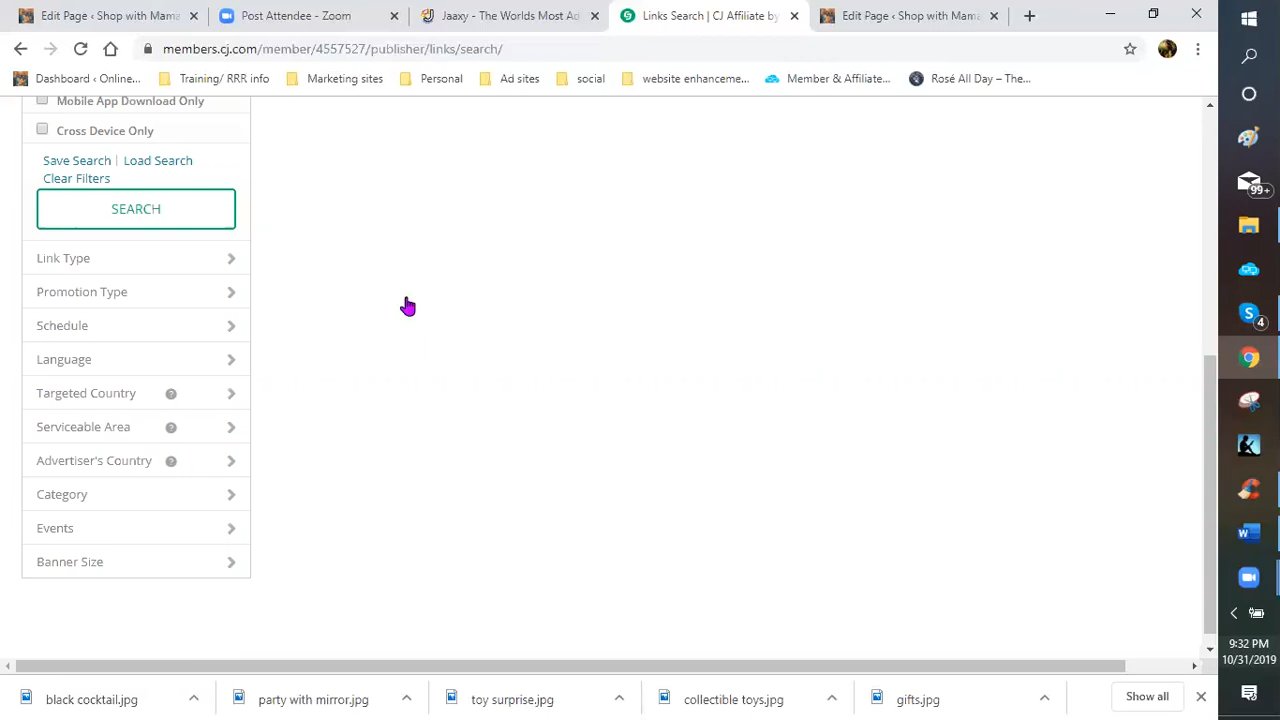 Edit Page ‹ Shop with Mama
Post Attendee - Zoom
Jaaxy - The Worlds Most Ad
Links Search | CJ Affiliate by
Edit Page ‹ Shop with Mama
members.cj.com/member/4557527/publisher/links/search/
Dashboard ‹ Online...
Training/ RRR info
Marketing sites
Personal
Ad sites
social
website enhanceme...
Member & Affiliate...
Rosé All Day – The...
Mobile App Download Only
Cross Device Only
Save Search | Load Search
Clear Filters
SEARCH
Link Type
Promotion Type
Schedule
Language
Targeted Country ?
Serviceable Area ?
Advertiser's Country ?
Category
Events
Banner Size
black cocktail.jpg
party with mirror.jpg
toy surprise.jpg
collectible toys.jpg
gifts.jpg
Show all
99+
4
9:32 PM
10/31/2019